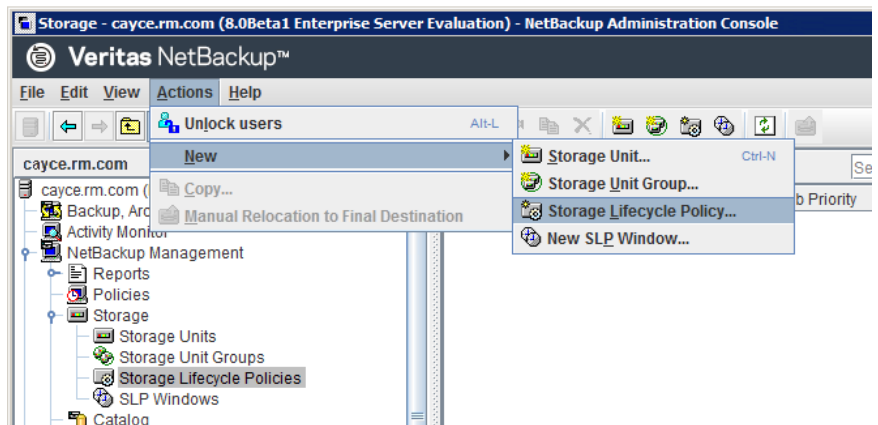 Storage - cayce.rm.com (8.0Beta1 Enterprise Server Evaluation) - NetBackup Administration Console
Veritas NetBackup™
File Edit View Actions Help
Unlock users Alt-L
New
Copy...
Manual Relocation to Final Destination
Storage Unit... Ctrl-N
Storage Unit Group...
Storage Lifecycle Policy...
New SLP Window...
Se
b Priority
cayce.rm.com
cayce.rm.com (
Backup, Arc
Activity Monitor
NetBackup Management
Reports
Policies
Storage
Storage Units
Storage Unit Groups
Storage Lifecycle Policies
SLP Windows
Catalog